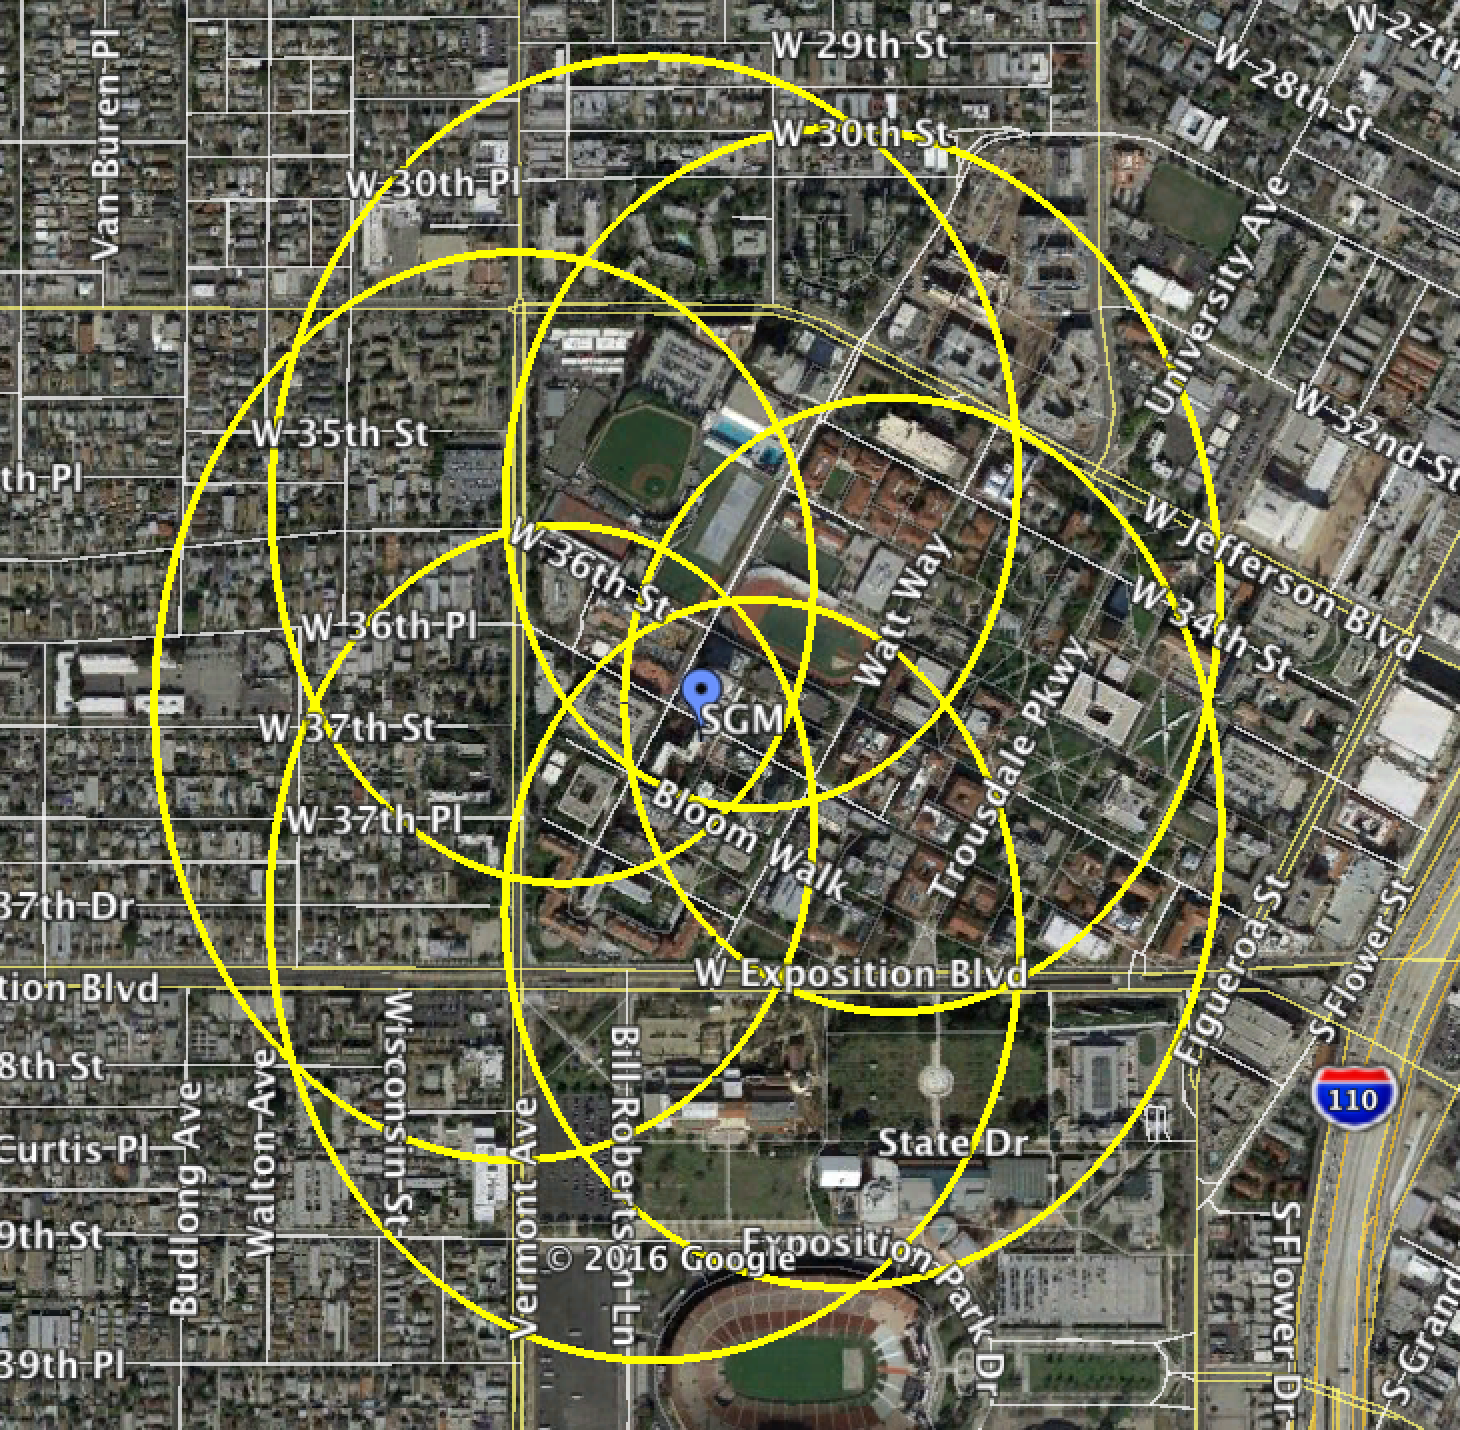 W 27th
W 29th St
W 28th St
Van Buren Pl
W 30th St
W 30th Pl
University Ave
W 35th St
W 32nd St
th Pl
W Jefferson Blvd
W 36th St
Watt Way
W 34th St
W 36th Pl
SGM
W 37th St
Trousdale Pkwy
W 37th Pl
Bloom Walk
37th Dr
Figueroa St
S Flower St
W Exposition Blvd
tion Blvd
Wisconsin St
Bill Robertson Ln
8th St
Walton Ave
Budlong Ave
110
Vermont Ave
State Dr
Curtis Pl
9th St
Exposition Park Dr
© 2016 Google
S Flower Dr
S Grand
39th Pl